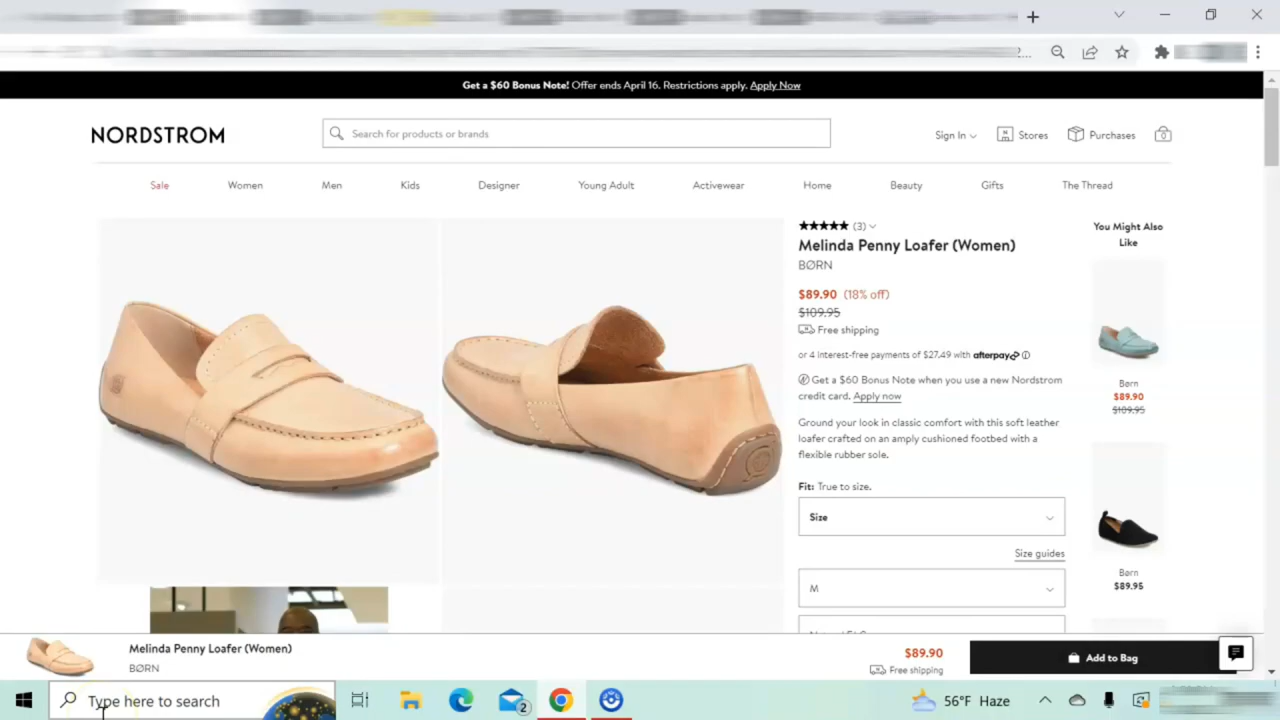 Get a $60 Bonus Note! Offer ends April 16. Restrictions apply. Apply Now
NORDSTROM
Search for products or brands
Sign In
Stores
Purchases
0
Sale
Women
Men
Kids
Designer
Young Adult
Activewear
Home
Beauty
Gifts
The Thread
(3)
Melinda Penny Loafer (Women)
BØRN
$89.90 (18% off)
$109.95
Free shipping
or 4 interest-free payments of $27.49 with afterpay
Get a $60 Bonus Note when you use a new Nordstrom
credit card. Apply now
Ground your look in classic comfort with this soft leather
loafer crafted on an amply cushioned footbed with a
flexible rubber sole.
Fit: True to size.
Size
Size guides
M
You Might Also
Like
Børn
$89.90
$109.95
Børn
$89.95
Melinda Penny Loafer (Women)
BØRN
$89.90
Free shipping
Add to Bag
Type here to search
2
56°F Haze